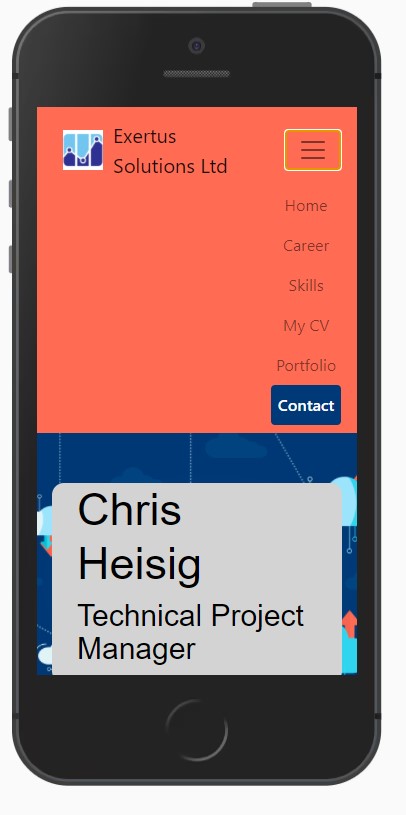 Exertus
Solutions Ltd
Home
Career
Skills
My CV
Portfolio
Contact
Chris
Heisig
Technical Project
Manager